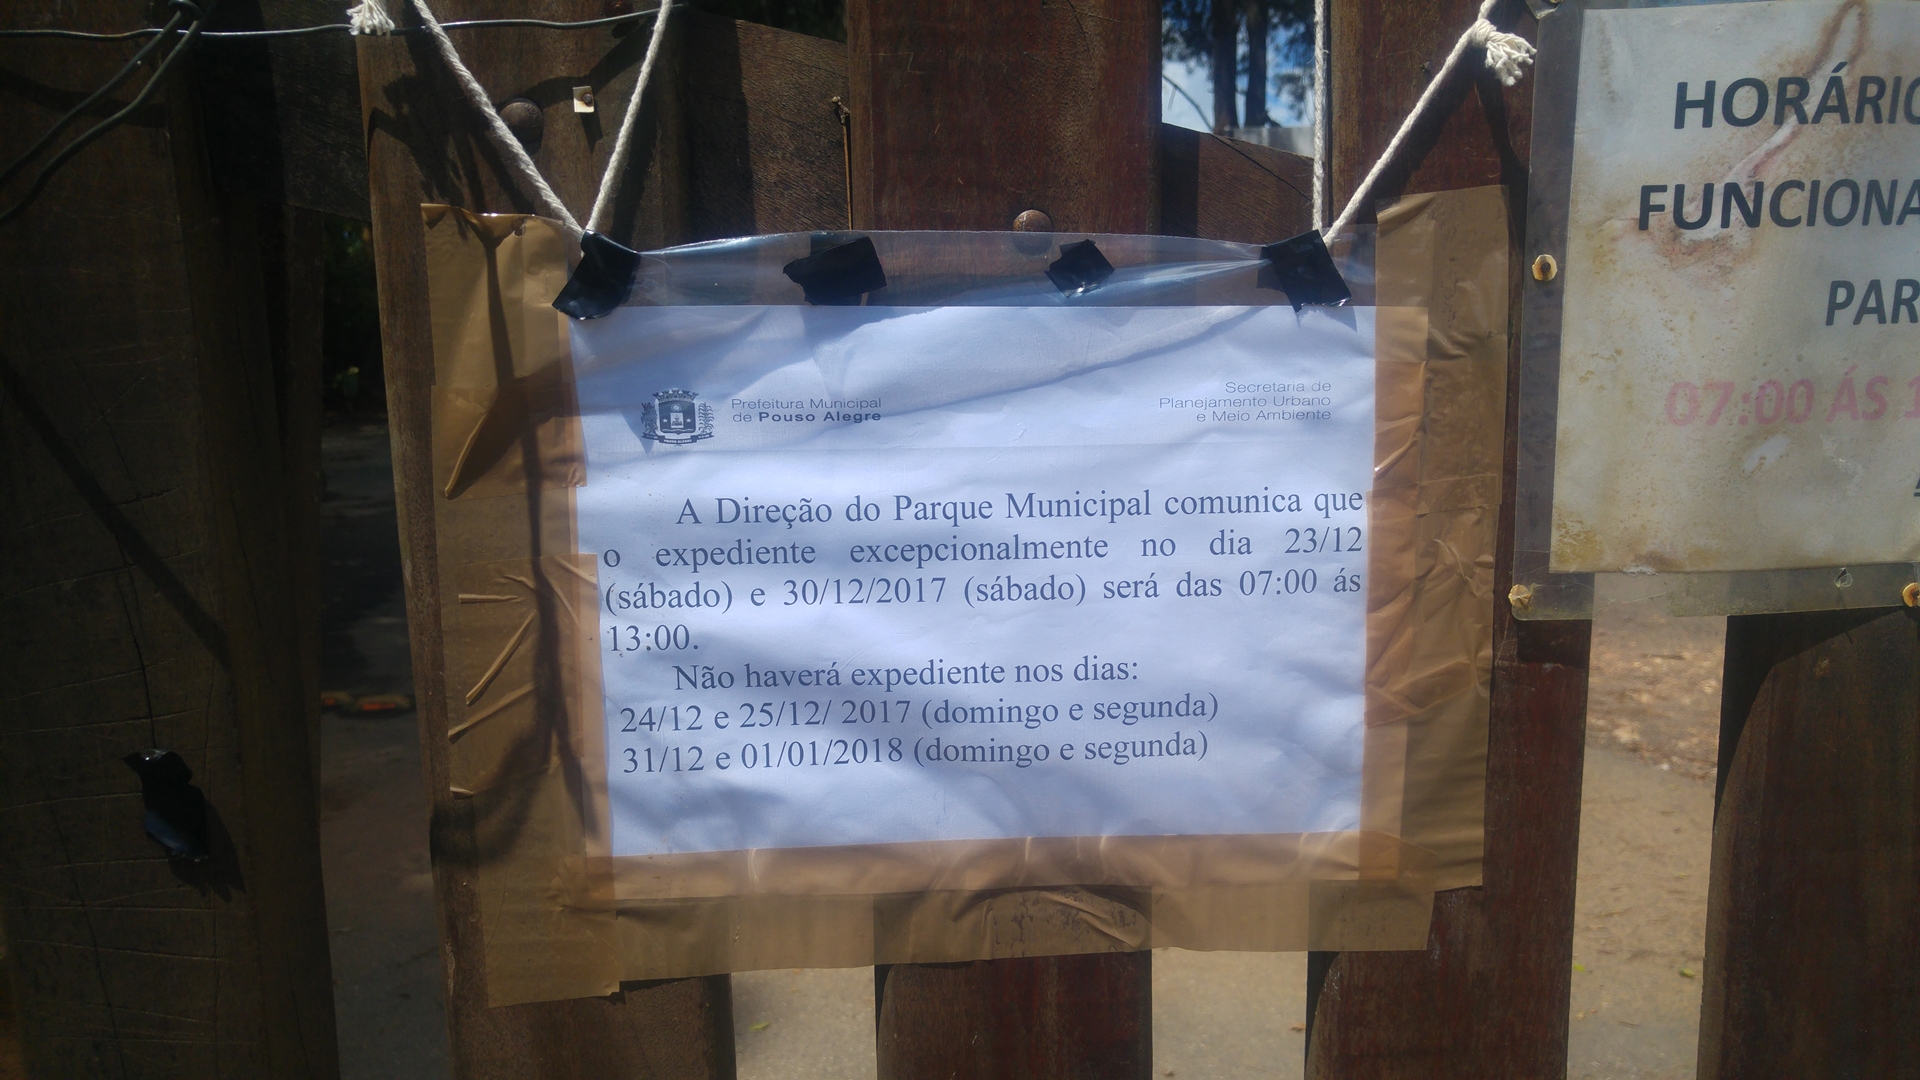 Prefeitura Municipal
de Pouso Alegre
Secretaria de
Planejamento Urbano
e Meio Ambiente
A Direção do Parque Municipal comunica que
o expediente excepcionalmente no dia 23/12
(sábado) e 30/12/2017 (sábado) será das 07:00 ás
13:00.
Não haverá expediente nos dias:
24/12 e 25/12/ 2017 (domingo e segunda)
31/12 e 01/01/2018 (domingo e segunda)
HORÁRIO
FUNCIONA
PAR
07:00 ÁS 1